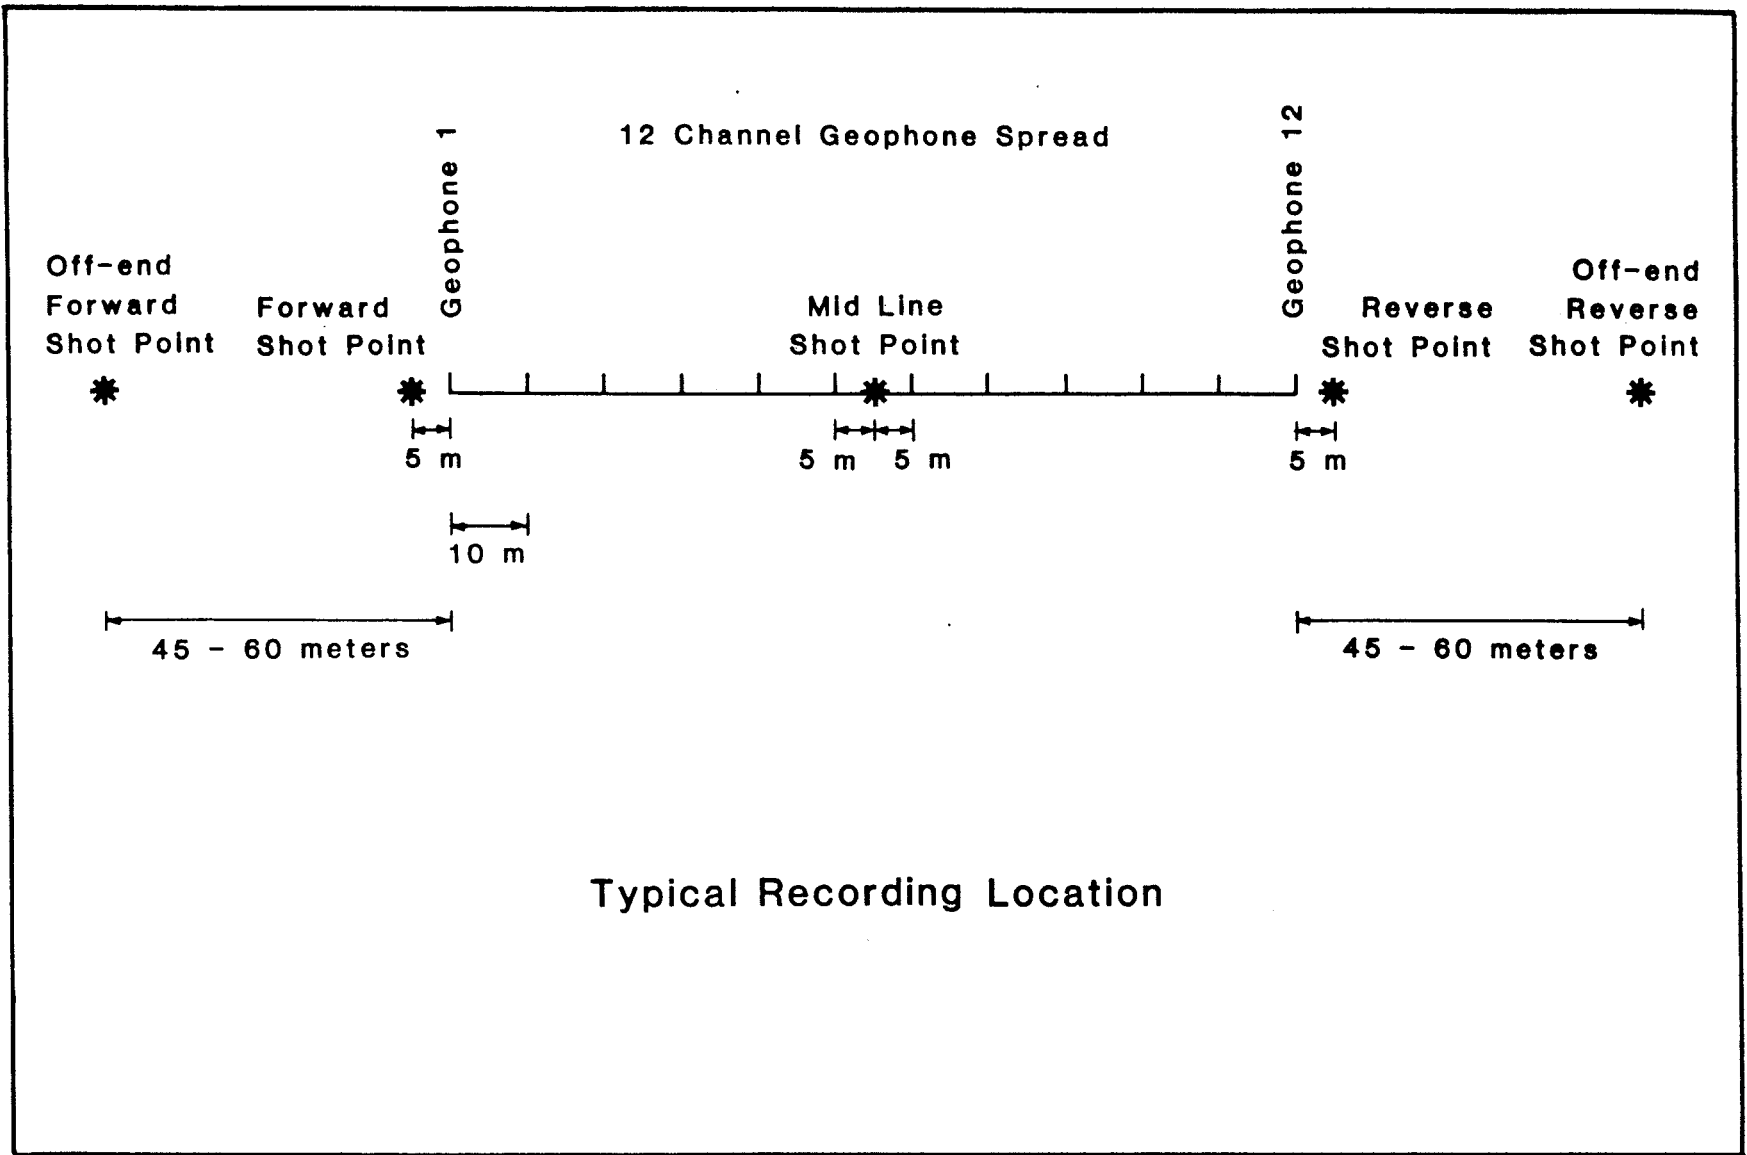 12 Channel Geophone Spread
Geophone 1
Geophone 12
Off-end
Forward
Shot Point
Forward
Shot Point
Mid Line
Shot Point
Reverse
Shot Point
Off-end
Reverse
Shot Point
5 m
5 m
5 m
5 m
10 m
45 - 60 meters
45 - 60 meters
Typical Recording Location